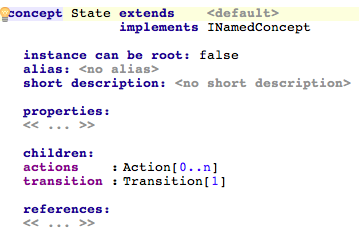 concept State extends <default>
implements INamedConcept
instance can be root: false
alias: <no alias>
short description: <no short description>
properties:
<< ... >>
children:
actions : Action[0..n]
transition : Transition[1]
references:
<< ... >>